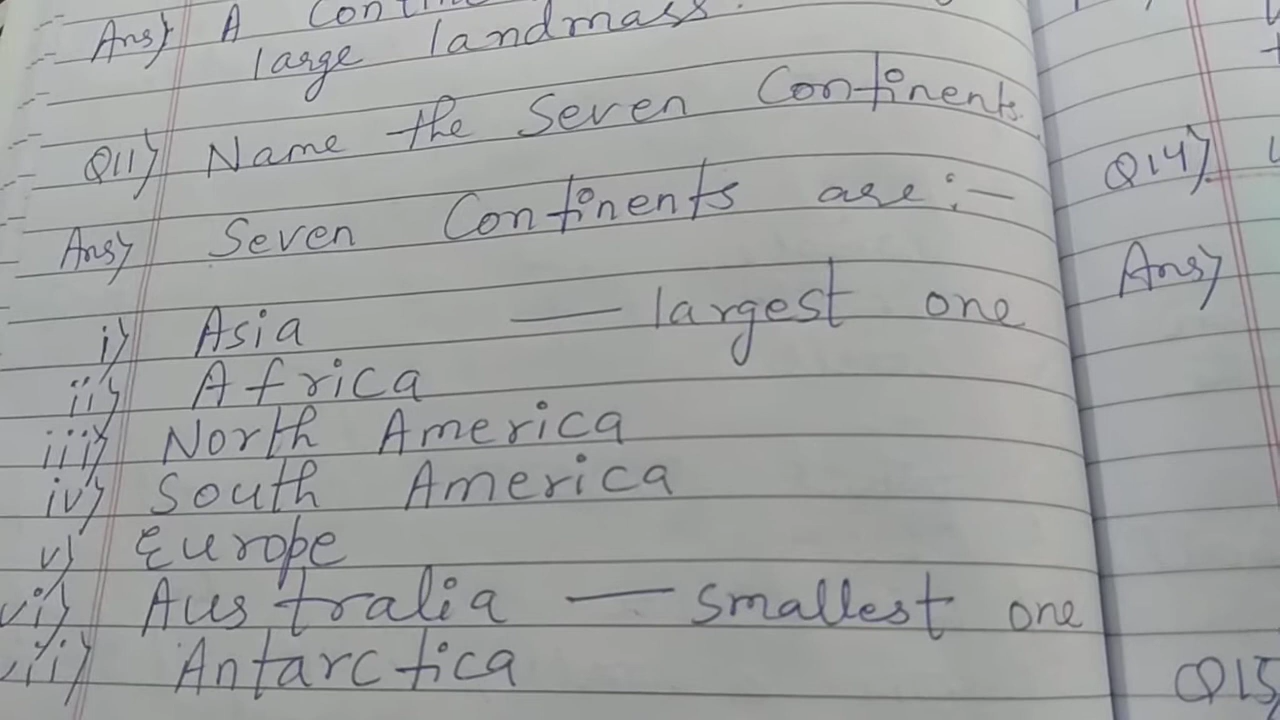 Ans) A
large landmass.
Q11) Name the Seven Continents.
Ans) Seven Continents are :-
i) Asia — largest one
ii) Africa
iii) North America
iv) South America
v) Europe
vi) Australia — smallest one
vii) Antarctica
Q14)
Ans)
Q15